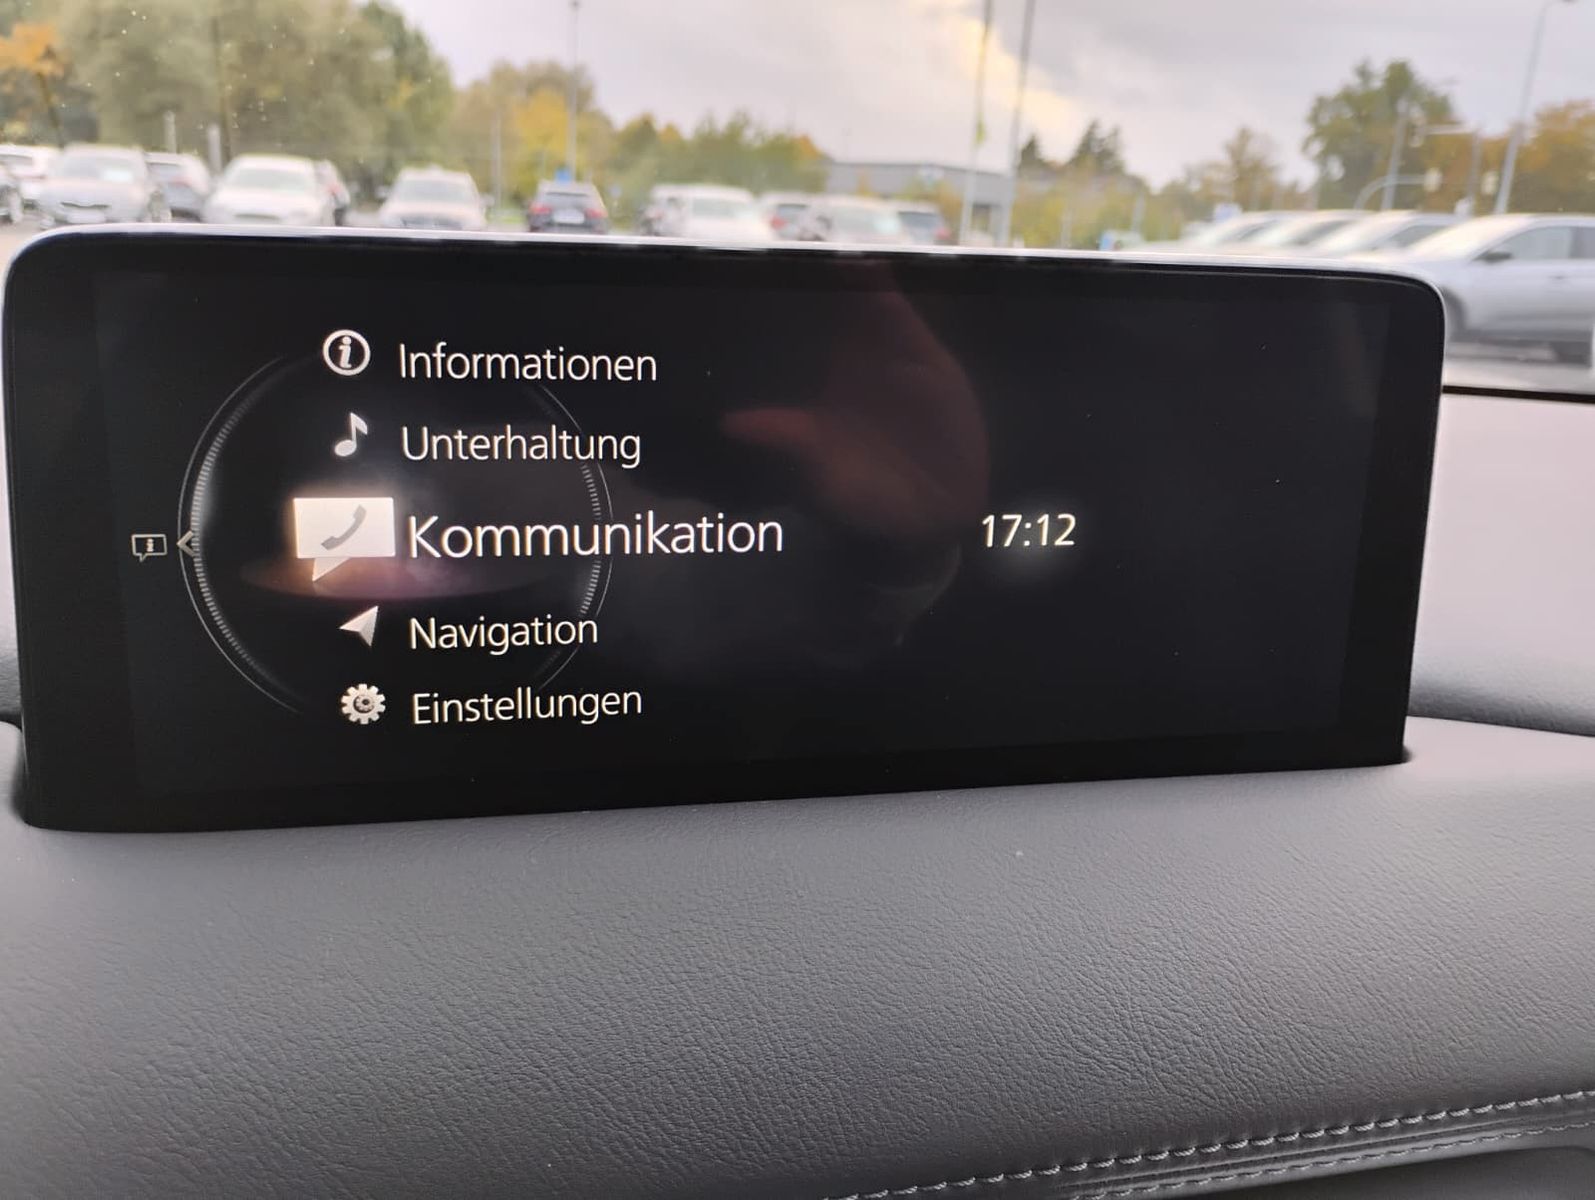 Informationen
Unterhaltung
Kommunikation
17:12
Navigation
Einstellungen